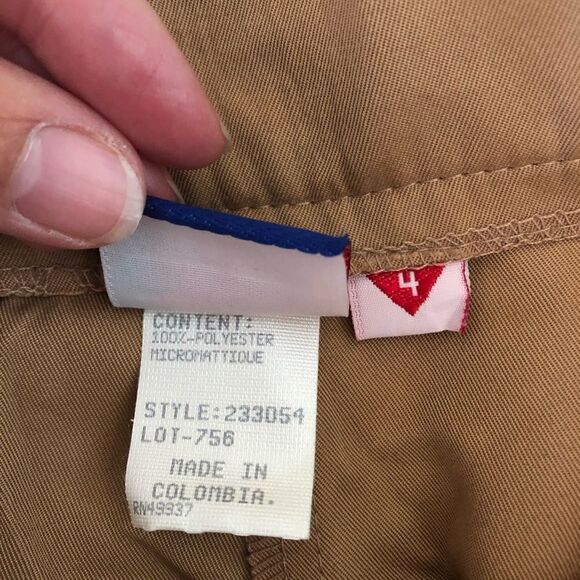 4
CONTENT:
100%-POLYESTER
MICROMATTIQUE
STYLE:233054
LOT-756
MADE IN
COLOMBIA.
RN49937